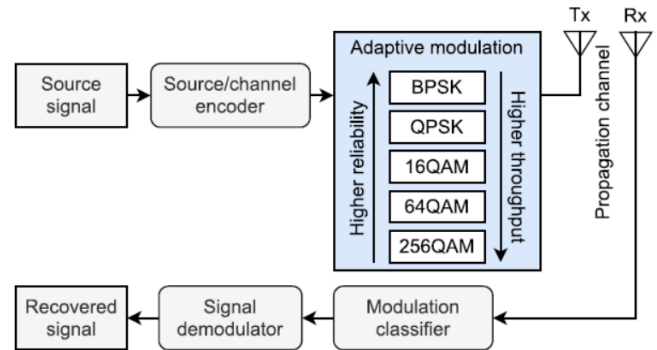 Tx
Rx
Adaptive modulation
Source
signal
Source/channel
encoder
Higher reliability
BPSK
QPSK
16QAM
64QAM
256QAM
Higher throughput
Propagation channel
Recovered
signal
Signal
demodulator
Modulation
classifier